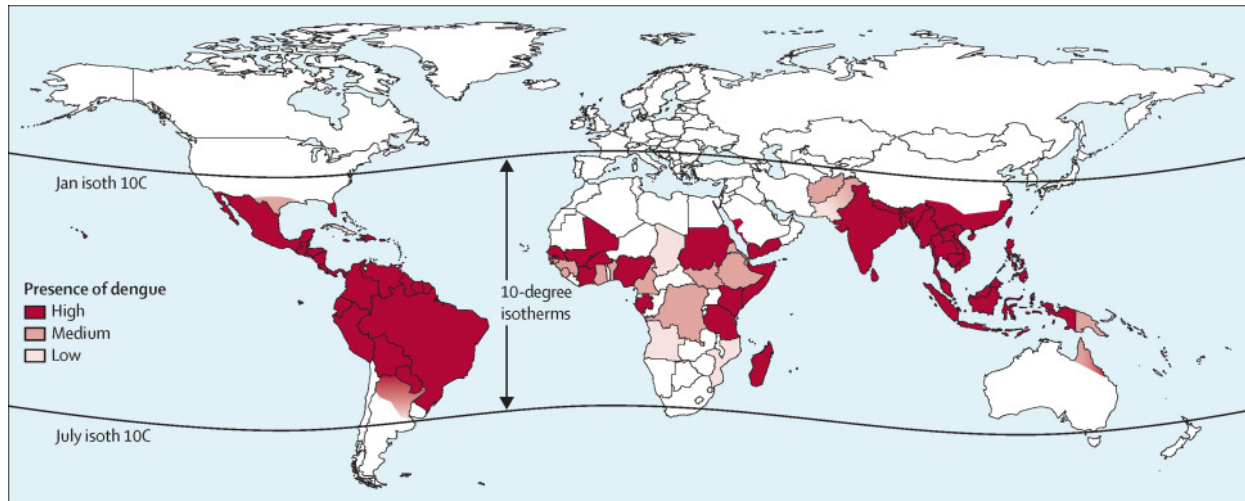 Jan isoth 10C
Presence of dengue
High
Medium
Low
10-degree
isotherms
July isoth 10C